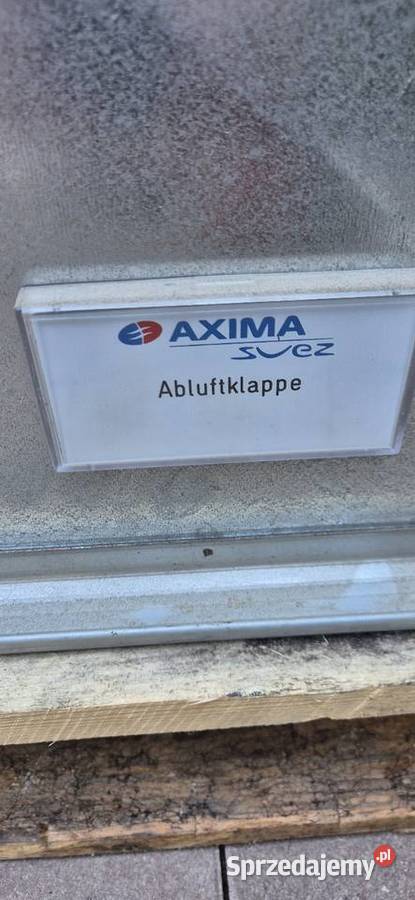 AXIMA
suez
Abluftklappe
Sprzedajemy.pl